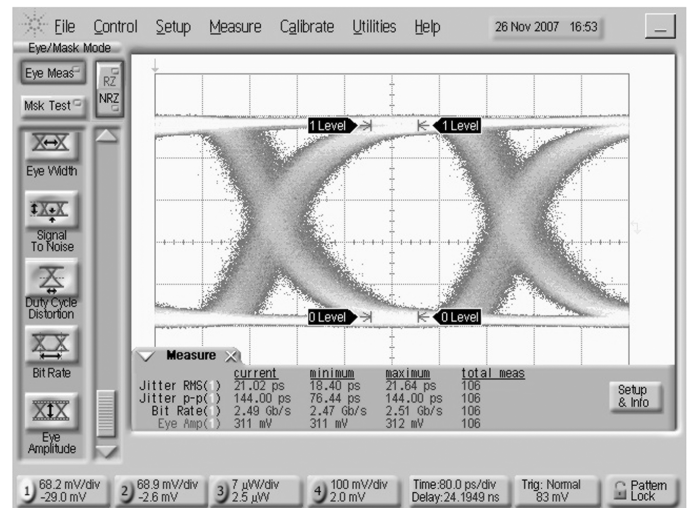 File Control Setup Measure Calibrate Utilities Help 26 Nov 2007 16:53
Eye/Mask Mode
Eye Meas
RZ
NRZ
Msk Test
Eye Width
Signal
To Noise
Duty Cycle
Distortion
Bit Rate
Eye
Amplitude
1 Level 1 Level
0 Level 0 Level
Measure
current minimum maximum total meas
Jitter RMS(1) 21.02 ps 18.40 ps 21.64 ps 106
Jitter p-p(1) 144.00 ps 76.44 ps 144.00 ps 106
Bit Rate(1) 2.49 Gb/s 2.47 Gb/s 2.51 Gb/s 106
Eye Amp(1) 311 mV 311 mV 312 mV 106
Setup
& Info
1 68.2 mV/div
-29.0 mV
2 68.9 mV/div
-2.6 mV
3 7 µW/div
2.5 µW
4 100 mV/div
2.0 mV
Time:80.0 ps/div
Delay:24.1949 ns
Trig: Normal
83 mV
Pattern
Lock